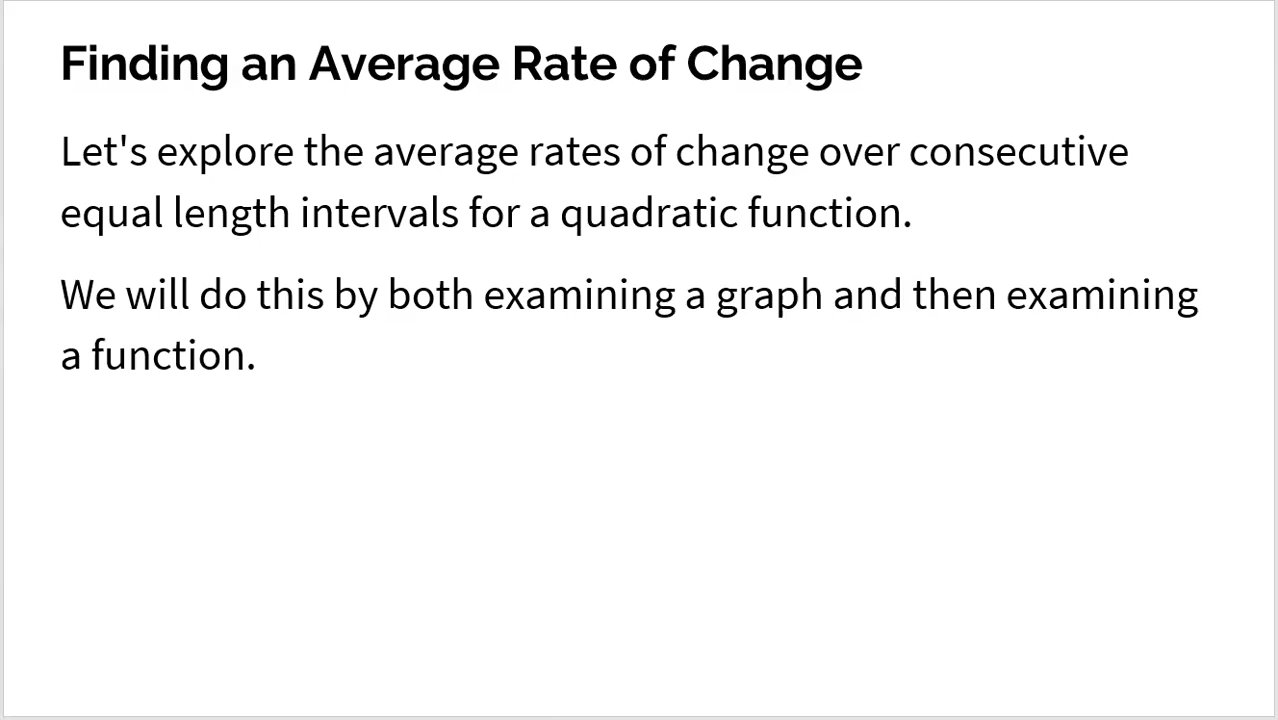 Finding an Average Rate of Change
Let's explore the average rates of change over consecutive
equal length intervals for a quadratic function.
We will do this by both examining a graph and then examining
a function.